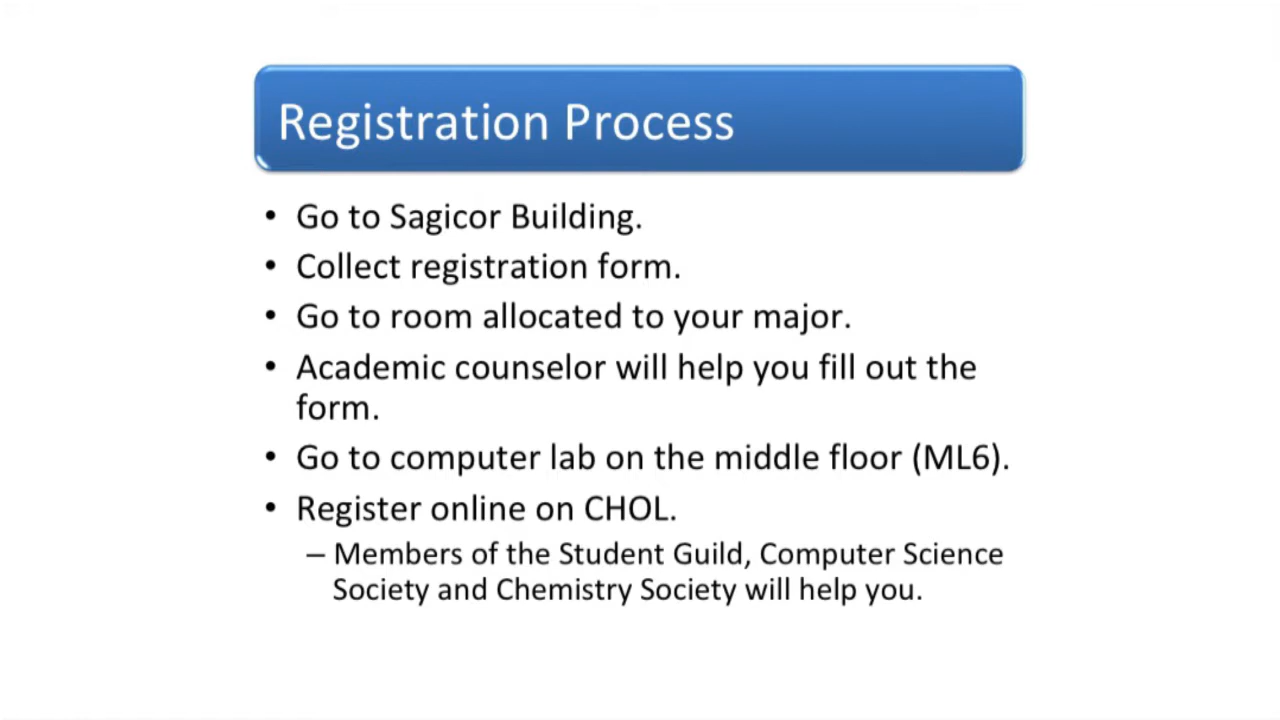 Registration Process
• Go to Sagicor Building.
• Collect registration form.
• Go to room allocated to your major.
• Academic counselor will help you fill out the
form.
• Go to computer lab on the middle floor (ML6).
• Register online on CHOL.
– Members of the Student Guild, Computer Science
Society and Chemistry Society will help you.